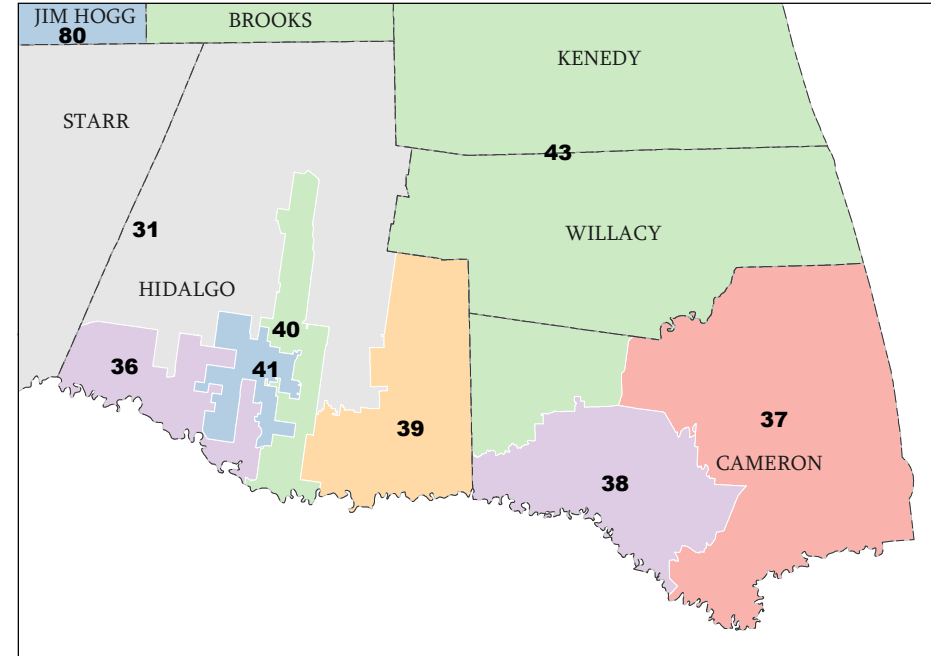 JIM HOGG
80
BROOKS
KENEDY
STARR
43
31
WILLACY
HIDALGO
40
36
41
39
37
CAMERON
38